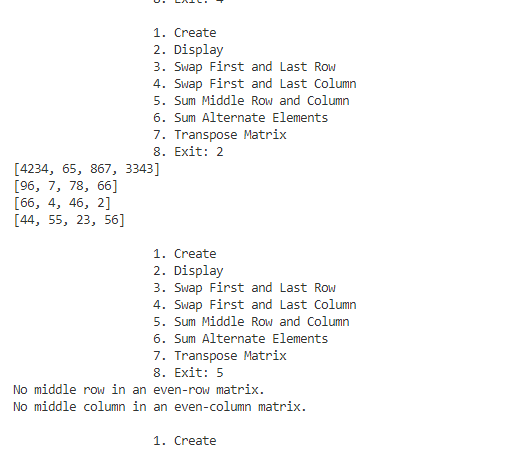 8. Exit: 4
1. Create
2. Display
3. Swap First and Last Row
4. Swap First and Last Column
5. Sum Middle Row and Column
6. Sum Alternate Elements
7. Transpose Matrix
8. Exit: 2
[4234, 65, 867, 3343]
[96, 7, 78, 66]
[66, 4, 46, 2]
[44, 55, 23, 56]
1. Create
2. Display
3. Swap First and Last Row
4. Swap First and Last Column
5. Sum Middle Row and Column
6. Sum Alternate Elements
7. Transpose Matrix
8. Exit: 5
No middle row in an even-row matrix.
No middle column in an even-column matrix.
1. Create